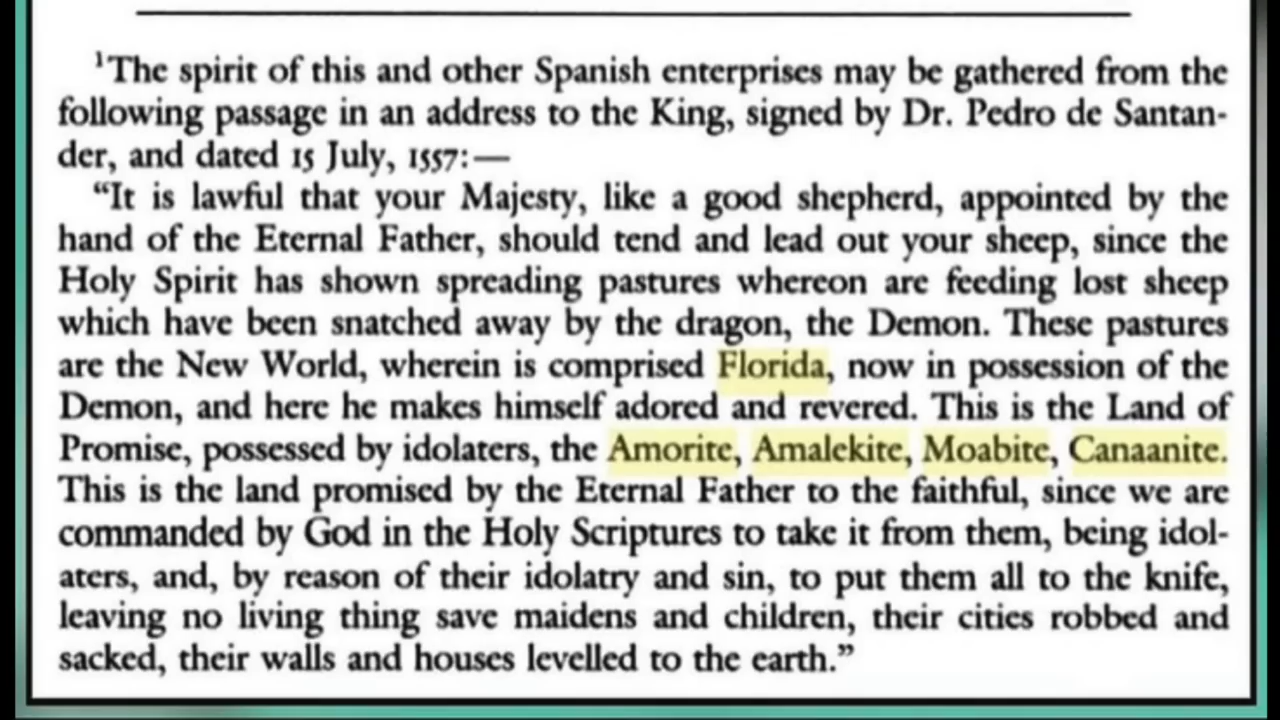 ¹The spirit of this and other Spanish enterprises may be gathered from the
following passage in an address to the King, signed by Dr. Pedro de Santan-
der, and dated 15 July, 1557:—
“It is lawful that your Majesty, like a good shepherd, appointed by the
hand of the Eternal Father, should tend and lead out your sheep, since the
Holy Spirit has shown spreading pastures whereon are feeding lost sheep
which have been snatched away by the dragon, the Demon. These pastures
are the New World, wherein is comprised Florida, now in possession of the
Demon, and here he makes himself adored and revered. This is the Land of
Promise, possessed by idolaters, the Amorite, Amalekite, Moabite, Canaanite.
This is the land promised by the Eternal Father to the faithful, since we are
commanded by God in the Holy Scriptures to take it from them, being idol-
aters, and, by reason of their idolatry and sin, to put them all to the knife,
leaving no living thing save maidens and children, their cities robbed and
sacked, their walls and houses levelled to the earth.”